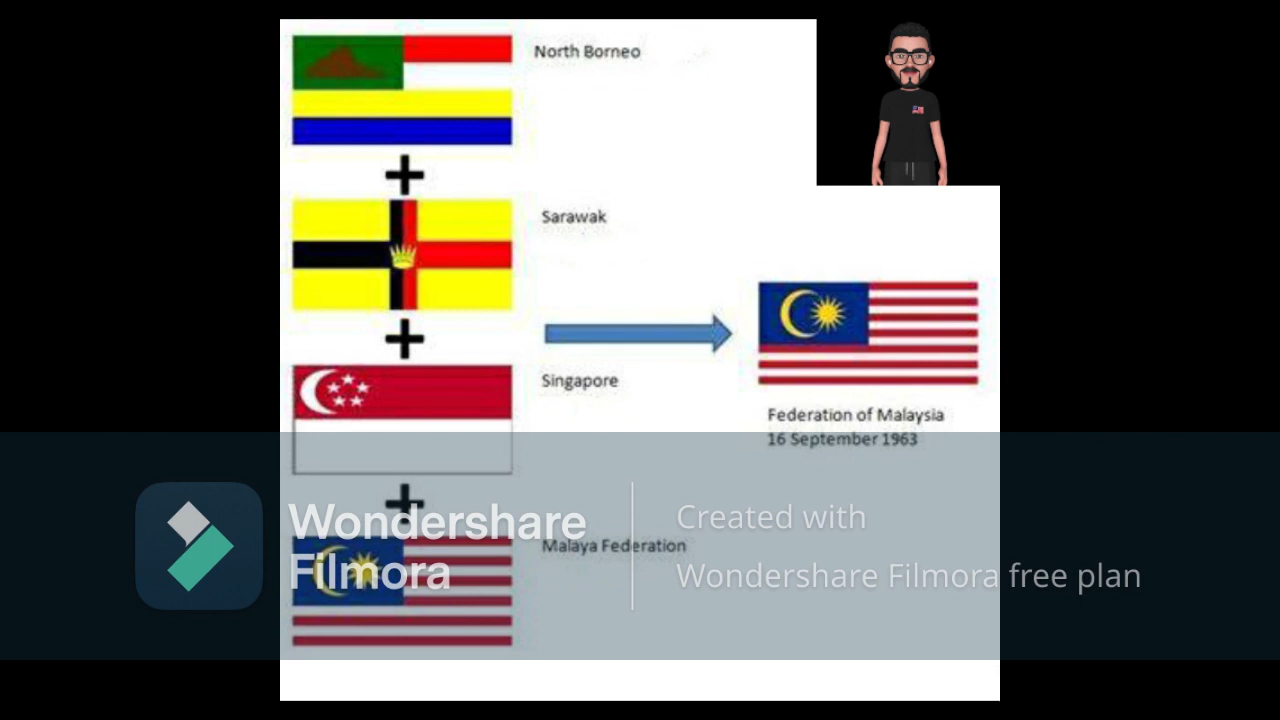 North Borneo
Sarawak
Singapore
Federation of Malaysia
16 September 1963
Malaya Federation
Wondershare
Filmora
Created with
Wondershare Filmora free plan